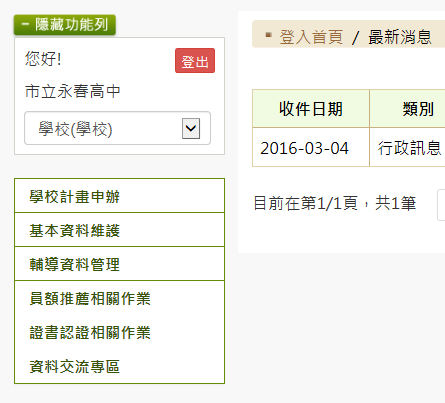 － 隱藏功能列
您好!
登出
市立永春高中
學校(學校)
學校計畫申辦
基本資料維護
輔導資料管理
員額推薦相關作業
證書認證相關作業
資料交流專區
登入首頁 / 最新消息
收件日期 類別
2016-03-04 行政訊息
目前在第1/1頁，共1筆